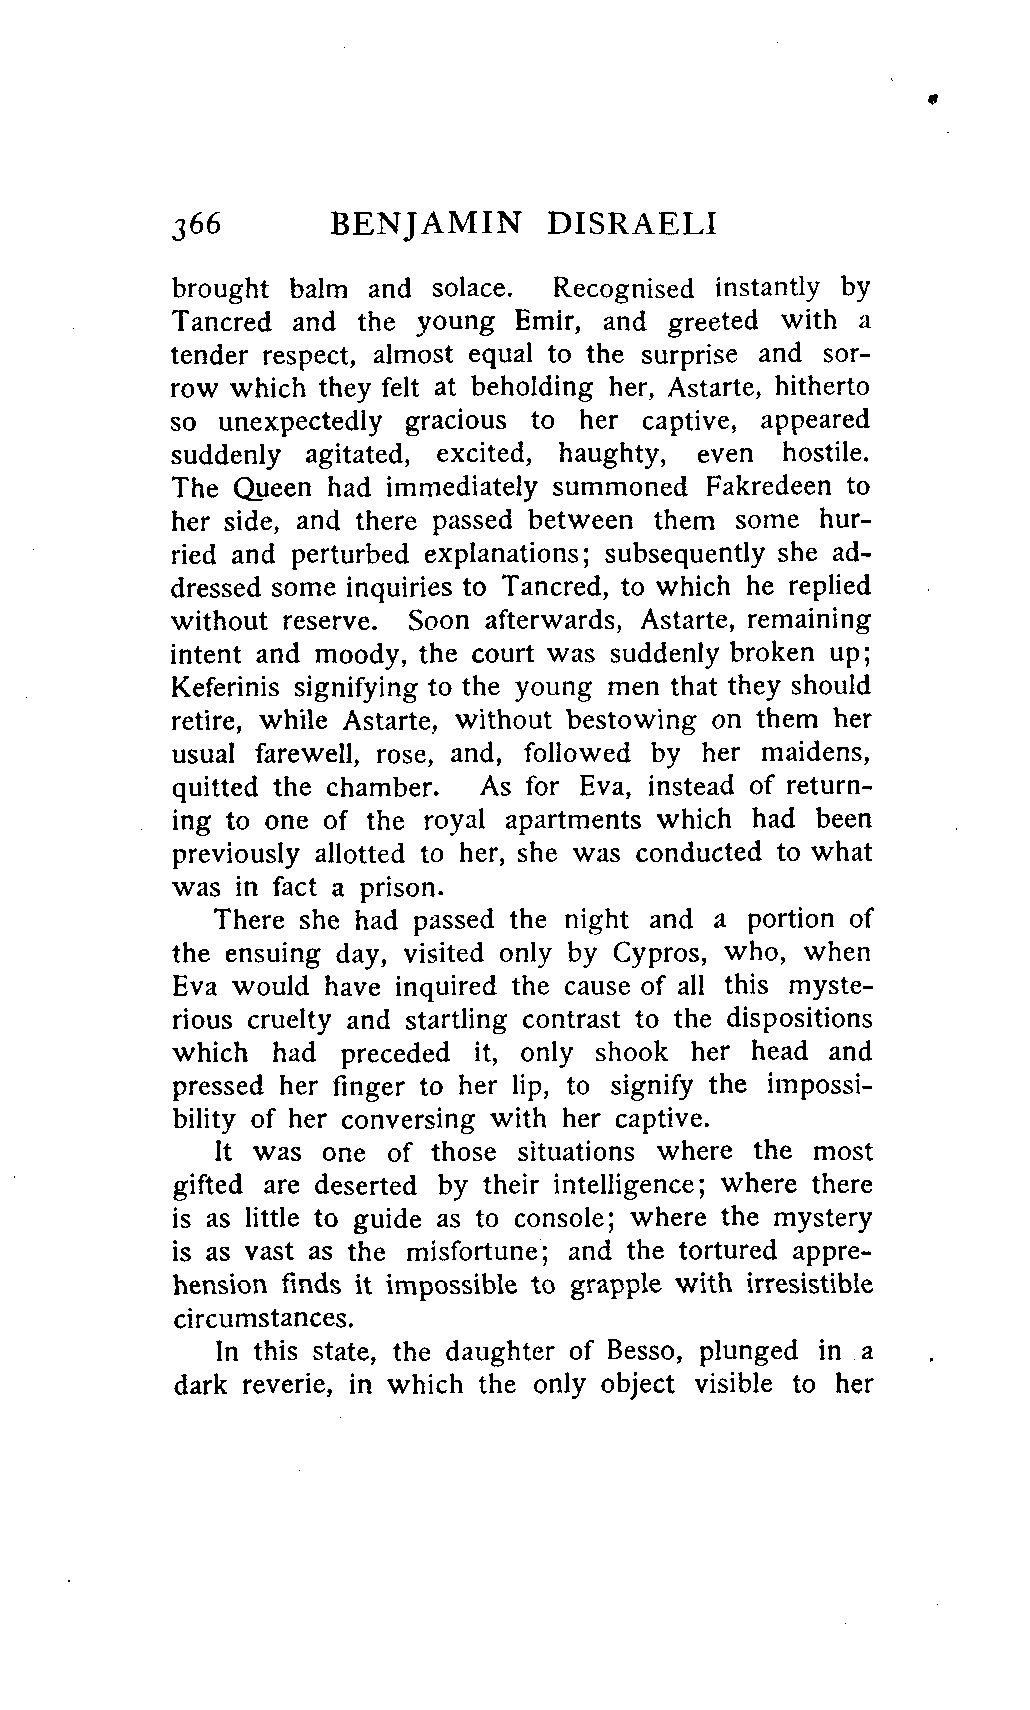 366 BENJAMIN DISRAELI
brought balm and solace. Recognised instantly by
Tancred and the young Emir, and greeted with a
tender respect, almost equal to the surprise and sor-
row which they felt at beholding her, Astarte, hitherto
so unexpectedly gracious to her captive, appeared
suddenly agitated, excited, haughty, even hostile.
The Queen had immediately summoned Fakredeen to
her side, and there passed between them some hur-
ried and perturbed explanations; subsequently she ad-
dressed some inquiries to Tancred, to which he replied
without reserve. Soon afterwards, Astarte, remaining
intent and moody, the court was suddenly broken up;
Keferinis signifying to the young men that they should
retire, while Astarte, without bestowing on them her
usual farewell, rose, and, followed by her maidens,
quitted the chamber. As for Eva, instead of return-
ing to one of the royal apartments which had been
previously allotted to her, she was conducted to what
was in fact a prison.
There she had passed the night and a portion of
the ensuing day, visited only by Cypros, who, when
Eva would have inquired the cause of all this myste-
rious cruelty and startling contrast to the dispositions
which had preceded it, only shook her head and
pressed her finger to her lip, to signify the impossi-
bility of her conversing with her captive.
It was one of those situations where the most
gifted are deserted by their intelligence; where there
is as little to guide as to console; where the mystery
is as vast as the misfortune; and the tortured appre-
hension finds it impossible to grapple with irresistible
circumstances.
In this state, the daughter of Besso, plunged in a
dark reverie, in which the only object visible to her